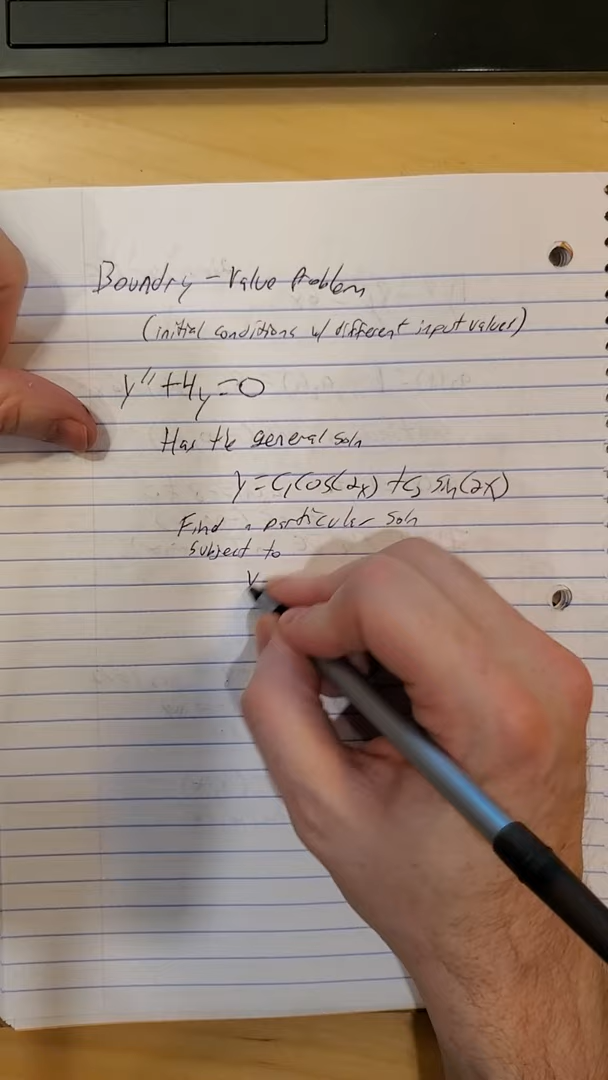 Boundry - Value Problem
(initial conditions w/ different input values)
y'' + 4y = 0
Has the general soln
y = C₁cos(2x) + C₂ sin(2x)
Find a particular soln
subject to
y